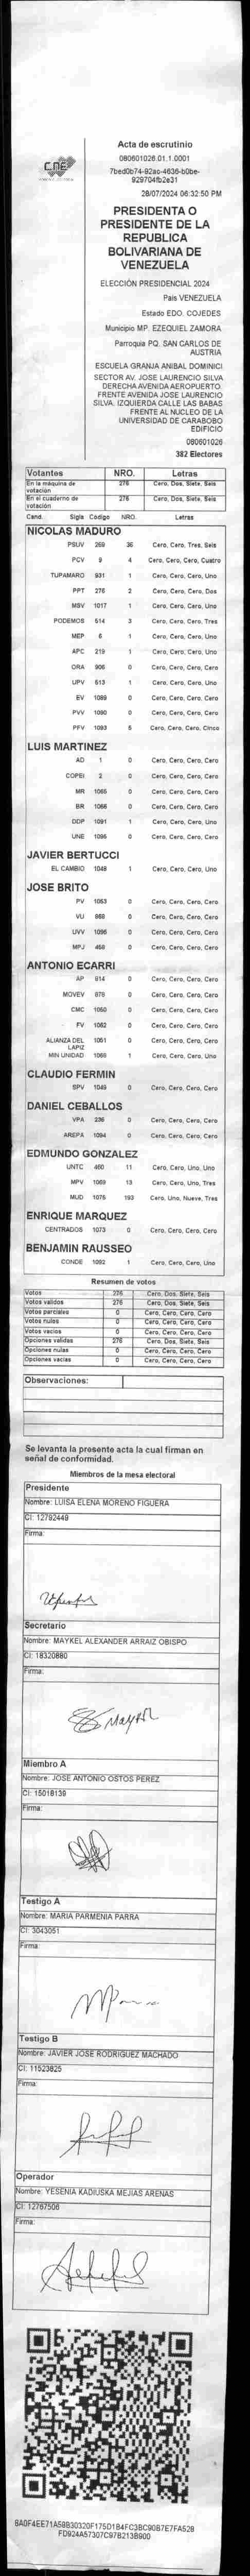 CNE
Acta de escrutinio
080601026.01.1.0001
7bed0b74-92ac-4636-b0be-
929704fb2e31
28/07/2024 06:32:50 PM
PRESIDENTA O
PRESIDENTE DE LA
REPUBLICA
BOLIVARIANA DE
VENEZUELA
ELECCIÓN PRESIDENCIAL 2024
País VENEZUELA
Estado EDO. COJEDES
Municipio MP. EZEQUIEL ZAMORA
Parroquia PQ. SAN CARLOS DE
AUSTRIA
ESCUELA GRANJA ANIBAL DOMINICI
SECTOR AV. JOSE LAURENCIO SILVA
DERECHA AVENIDA AEROPUERTO.
FRENTE AVENIDA JOSE LAURENCIO
SILVA. IZQUIERDA CALLE LAS BABAS
FRENTE AL NUCLEO DE LA
UNIVERSIDAD DE CARABOBO
EDIFICIO
080601026
382 Electores
Votantes NRO. Letras
En la máquina de votación 276 Cero, Dos, Siete, Seis
En el cuaderno de votación 276 Cero, Dos, Siete, Seis
Cand. Sigla Código NRO. Letras
NICOLAS MADURO
PSUV 269 36 Cero, Cero, Tres, Seis
PCV 9 4 Cero, Cero, Cero, Cuatro
TUPAMARO 931 1 Cero, Cero, Cero, Uno
PPT 275 2 Cero, Cero, Cero, Dos
MSV 1017 1 Cero, Cero, Cero, Uno
PODEMOS 514 3 Cero, Cero, Cero, Tres
MEP 6 1 Cero, Cero, Cero, Uno
APC 219 1 Cero, Cero, Cero, Uno
ORA 906 0 Cero, Cero, Cero, Cero
UPV 513 1 Cero, Cero, Cero, Uno
EV 1089 0 Cero, Cero, Cero, Cero
PVV 1090 0 Cero, Cero, Cero, Cero
PFV 1093 5 Cero, Cero, Cero, Cinco
LUIS MARTINEZ
AD 1 0 Cero, Cero, Cero, Cero
COPEI 2 0 Cero, Cero, Cero, Cero
MR 1065 0 Cero, Cero, Cero, Cero
BR 1066 0 Cero, Cero, Cero, Cero
DDP 1091 1 Cero, Cero, Cero, Uno
UNE 1095 0 Cero, Cero, Cero, Cero
JAVIER BERTUCCI
EL CAMBIO 1048 1 Cero, Cero, Cero, Uno
JOSE BRITO
PV 1053 0 Cero, Cero, Cero, Cero
VU 868 0 Cero, Cero, Cero, Cero
UVV 1096 0 Cero, Cero, Cero, Cero
MPJ 468 0 Cero, Cero, Cero, Cero
ANTONIO ECARRI
AP 814 0 Cero, Cero, Cero, Cero
MOVEV 878 0 Cero, Cero, Cero, Cero
CMC 1050 0 Cero, Cero, Cero, Cero
FV 1062 0 Cero, Cero, Cero, Cero
ALIANZA DEL LAPIZ 1051 0 Cero, Cero, Cero, Cero
MIN UNIDAD 1 Cero, Cero, Cero, Uno
CLAUDIO FERMIN
SPV 1049 0 Cero, Cero, Cero, Cero
DANIEL CEBALLOS
VPA 236 0 Cero, Cero, Cero, Cero
AREPA 1094 0 Cero, Cero, Cero, Cero
EDMUNDO GONZALEZ
UNTC 460 11 Cero, Cero, Uno, Uno
MPV 1069 13 Cero, Cero, Uno, Tres
MUD 1075 193 Cero, Uno, Nueve, Tres
ENRIQUE MARQUEZ
CENTRADOS 1073 0 Cero, Cero, Cero, Cero
BENJAMIN RAUSSEO
CONDE 1092 1 Cero, Cero, Cero, Uno
Resumen de votos
Votos 276 Cero, Dos, Siete, Seis
Votos validos 276 Cero, Dos, Siete, Seis
Votos parciales 0 Cero, Cero, Cero, Cero
Votos nulos 0 Cero, Cero, Cero, Cero
Votos vacios 0 Cero, Cero, Cero, Cero
Opciones validas 276 Cero, Dos, Siete, Seis
Opciones nulas 0 Cero, Cero, Cero, Cero
Opciones vacias 0 Cero, Cero, Cero, Cero
Observaciones:
Se levanta la presente acta la cual firman en
señal de conformidad.
Miembros de la mesa electoral
Presidente
Nombre: LUISA ELENA MORENO FIGUERA
CI: 12792449
Firma:
Secretario
Nombre: MAYKEL ALEXANDER ARRAIZ OBISPO
CI: 18320880
Firma:
Miembro A
Nombre: JOSE ANTONIO OSTOS PEREZ
CI: 15018139
Firma:
Testigo A
Nombre: MARIA PARMENIA PARRA
CI: 3043051
Firma:
Testigo B
Nombre: JAVIER JOSE RODRIGUEZ MACHADO
CI: 11523825
Firma:
Operador
Nombre: YESENIA KADIUSKA MEJIAS ARENAS
CI: 12767506
Firma:
8A0F4EE71A59B30320F175D1B4FC3BC90B7E7FA528
FD924A57307C97B213B900